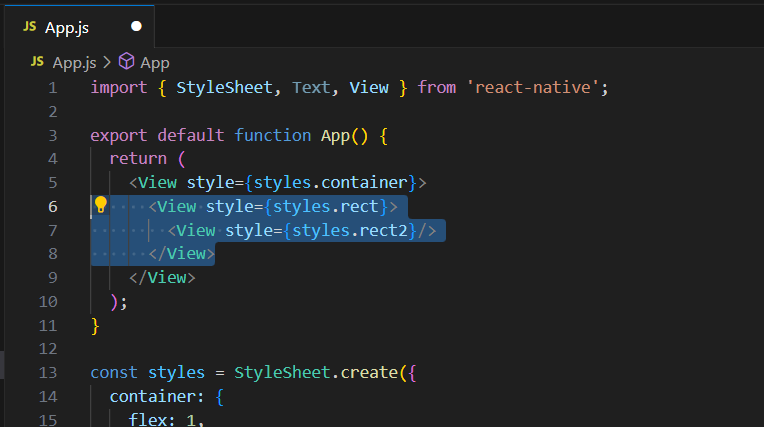 JS App.js
JS App.js > App
1 import { StyleSheet, Text, View } from 'react-native';
2
3 export default function App() {
4 return (
5 <View style={styles.container}>
6 <View style={styles.rect}>
7 <View style={styles.rect2}/>
8 </View>
9 </View>
10 );
11 }
12
13 const styles = StyleSheet.create({
14 container: {
15 flex: 1,